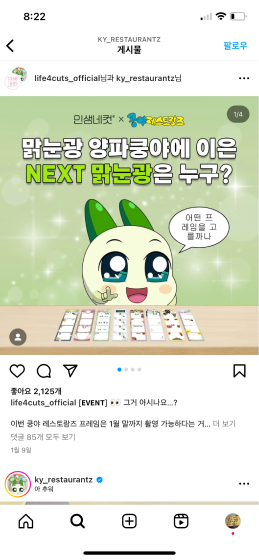 8:22
KY_RESTAURANTZ
게시물
팔로우
life4cuts_official님과 ky_restaurantz님
1/4
인생네컷 × 쿵야레스토랑즈
맑눈광 양파쿵야에 이은
NEXT 맑눈광은 누구?
어떤 프
레임을 고
를까나
좋아요 2,125개
life4cuts_official [EVENT] 👀 그거 아시나요...?
이번 쿵야 레스토랑즈 프레임은 1월 말까지 촬영 가능하다는 거... 더 보기
댓글 85개 모두 보기
1월 9일
ky_restaurantz
아 추워